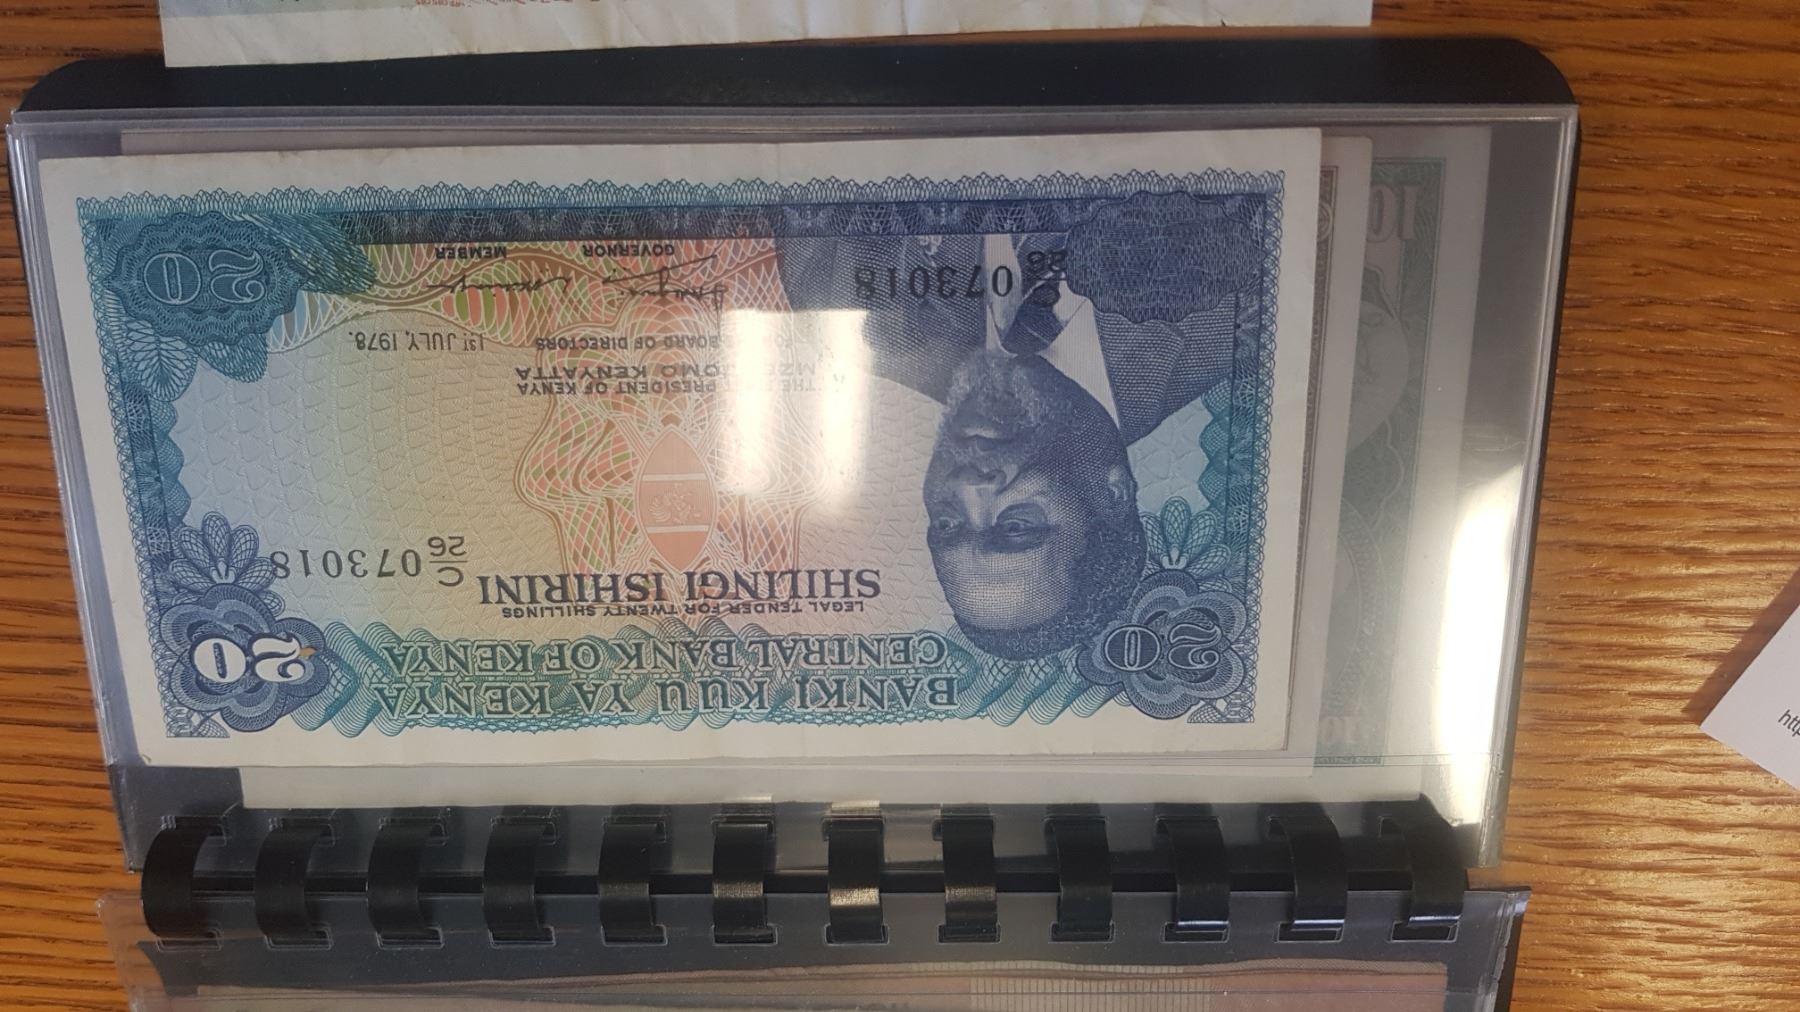 BANKI KUU YA KENYA
CENTRAL BANK OF KENYA
20
20
LEGAL TENDER FOR TWENTY SHILLINGS
SHILINGI ISHIRINI
C/26 073018
THE PRESIDENT OF KENYA
MZEE JOMO KENYATTA
FOR THE BOARD OF DIRECTORS
1ST JULY, 1978.
C/26 073018
GOVERNOR
MEMBER
20
10
10